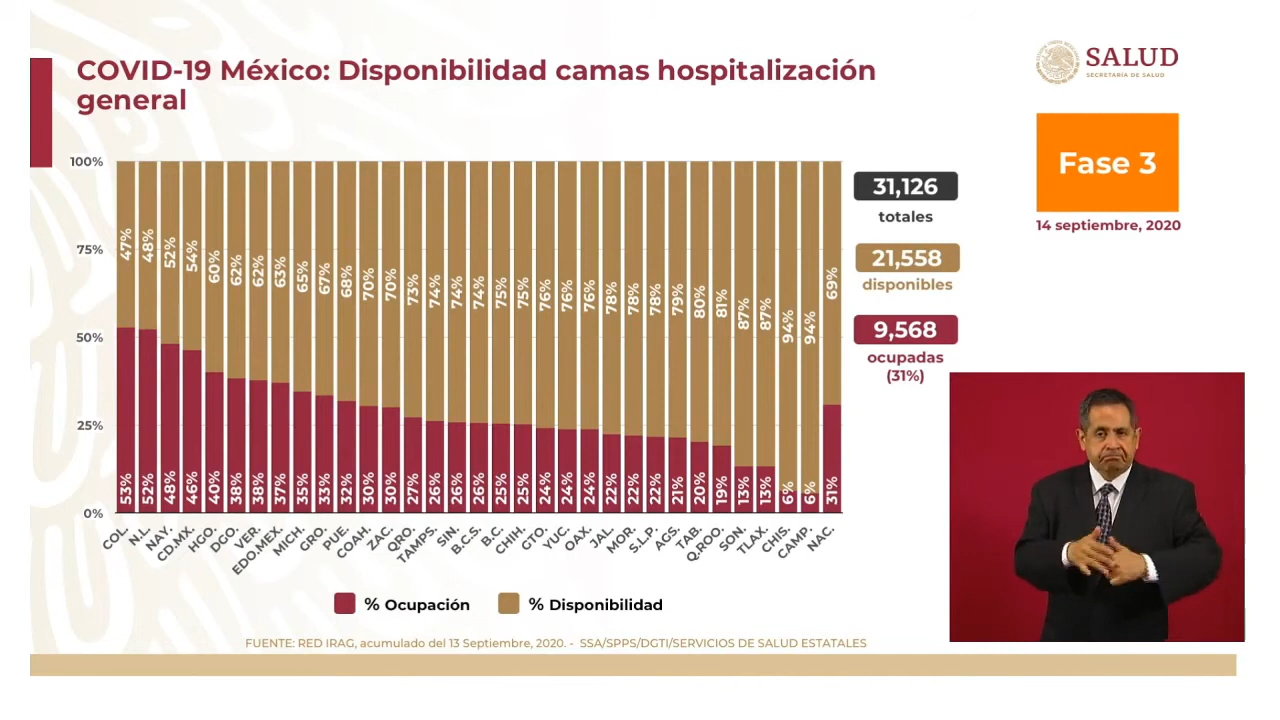 COVID-19 México: Disponibilidad camas hospitalización
general
SALUD
SECRETARÍA DE SALUD
Fase 3
14 septiembre, 2020
100%
75%
50%
25%
0%
47%
48%
52%
54%
60%
62%
62%
63%
65%
67%
68%
70%
70%
73%
74%
74%
74%
75%
75%
76%
76%
76%
78%
78%
78%
79%
80%
81%
87%
87%
94%
94%
69%
53%
52%
48%
46%
40%
38%
38%
37%
35%
33%
32%
30%
30%
27%
26%
26%
26%
25%
25%
24%
24%
24%
22%
22%
22%
21%
20%
19%
13%
13%
6%
6%
31%
COL.
N.L.
NAY.
CD.MX.
HGO.
DGO.
VER.
EDO.MEX.
MICH.
GRO.
PUE.
COAH.
ZAC.
QRO.
TAMPS.
SIN.
B.C.S.
B.C.
CHIH.
GTO.
YUC.
OAX.
JAL.
MOR.
S.L.P.
AGS.
TAB.
Q.ROO.
SON.
TLAX.
CHIS.
CAMP.
NAC.
31,126
totales
21,558
disponibles
9,568
ocupadas
(31%)
% Ocupación
% Disponibilidad
FUENTE: RED IRAG, acumulado del 13 Septiembre, 2020. - SSA/SPPS/DGTI/SERVICIOS DE SALUD ESTATALES